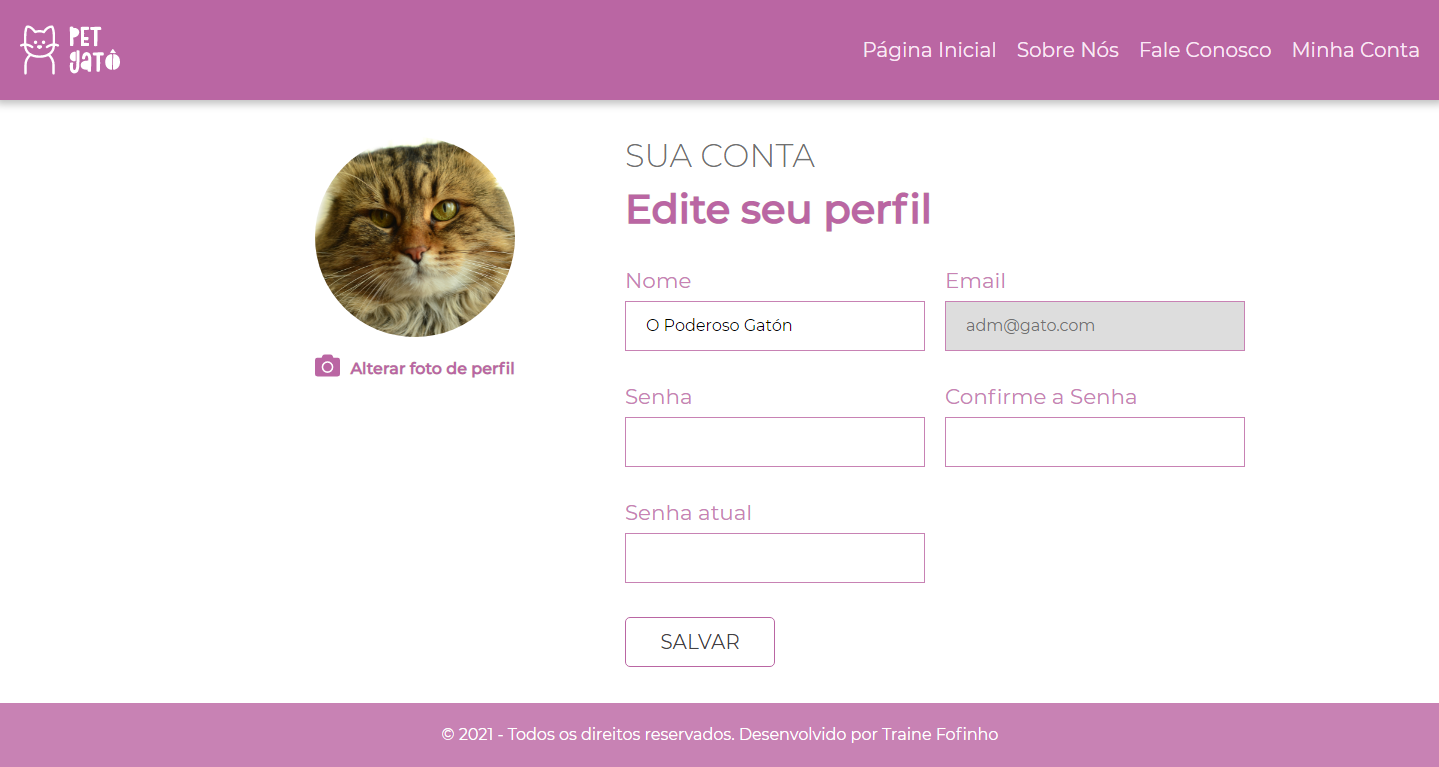 PET
gatô
Página Inicial Sobre Nós Fale Conosco Minha Conta
SUA CONTA
Edite seu perfil
Nome Email
O Poderoso Gatón adm@gato.com
Alterar foto de perfil
Senha Confirme a Senha
Senha atual
SALVAR
© 2021 - Todos os direitos reservados. Desenvolvido por Traine Fofinho